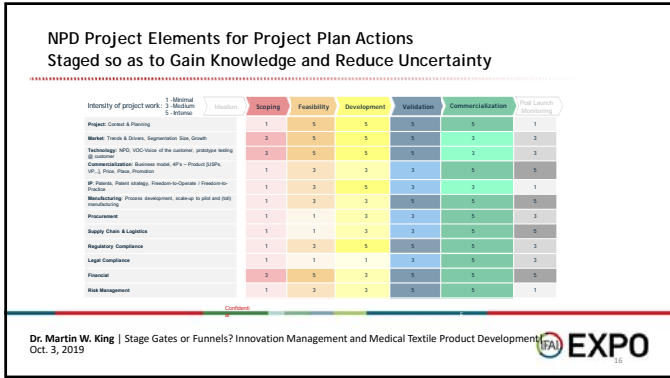 NPD Project Elements for Project Plan Actions
Staged so as to Gain Knowledge and Reduce Uncertainty
Intensity of project work: 1 -Minimal
3 -Medium
5 -Intense
Ideation Scoping Feasibility Development Validation Commercialization Post Launch Monitoring
Project: Context & Planning 1 5 5 5 5 1
Market: Trends & Drivers, Segmentation Size, Growth 3 5 5 5 3 3
Technology: NPD, VOC-Voice of the customer, prototype testing
@ customer 3 5 5 5 3 3
Commercialization: Business model, 4P's – Product [USPs,
VP…], Price, Place, Promotion 1 3 3 3 5 5
IP: Patents, Patent strategy, Freedom-to-Operate / Freedom-to-
Practice 1 3 5 3 3 1
Manufacturing: Process development, scale-up to pilot and (toll)
manufacturing 1 3 3 5 5 5
Procurement 1 1 3 3 5 3
Supply Chain & Logistics 1 1 3 3 5 5
Regulatory Compliance 1 3 5 5 5 3
Legal Compliance 1 1 1 3 5 3
Financial 3 5 3 5 5 5
Risk Management 1 3 3 5 5 1
Confidenti
Dr. Martin W. King | Stage Gates or Funnels? Innovation Management and Medical Textile Product Development|
Oct. 3, 2019
IFAI EXPO
16